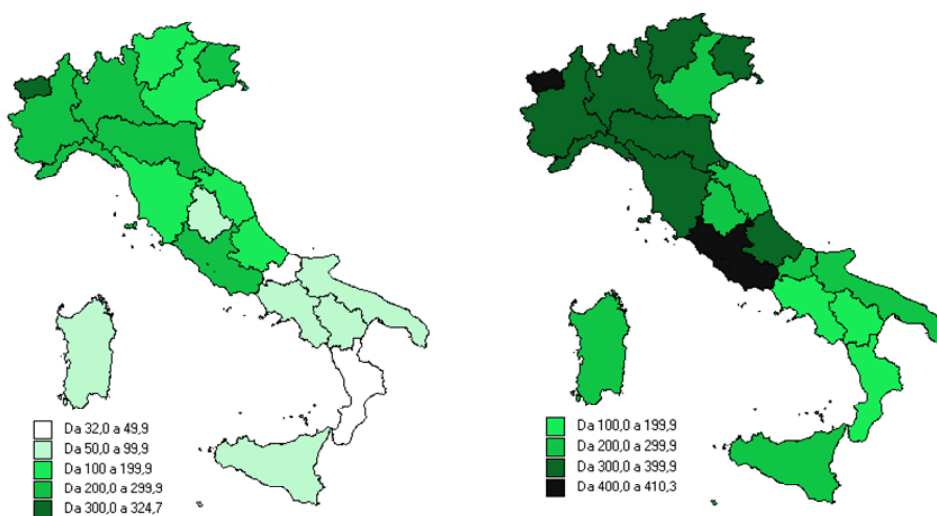 Da 32,0 a 49,9
Da 50,0 a 99,9
Da 100 a 199,9
Da 200,0 a 299,9
Da 300,0 a 324,7
Da 100,0 a 199,9
Da 200,0 a 299,9
Da 300,0 a 399,9
Da 400,0 a 410,3